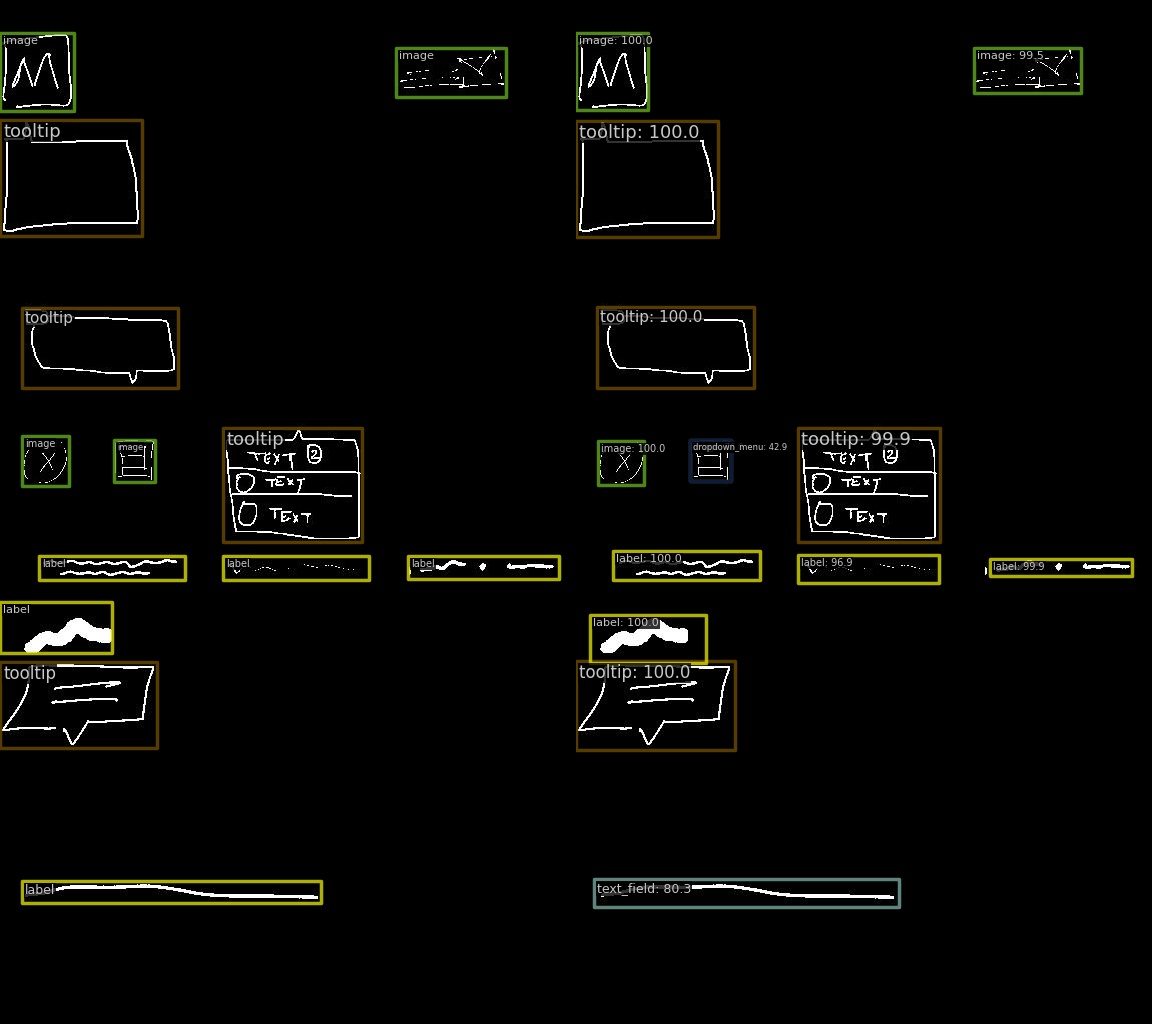 image
image
image: 100.0
image: 99.5
M
M
tooltip
tooltip: 100.0
tooltip
tooltip: 100.0
image
image
tooltip
image: 100.0
dropdown_menu: 42.9
tooltip: 99.9
TEXT 2
TEXT
TEXT
TEXT 2
TEXT
TEXT
label
label
label
label: 100.0
label: 96.9
label: 99.9
label
label: 100.0
tooltip
tooltip: 100.0
label
text_field: 80.3